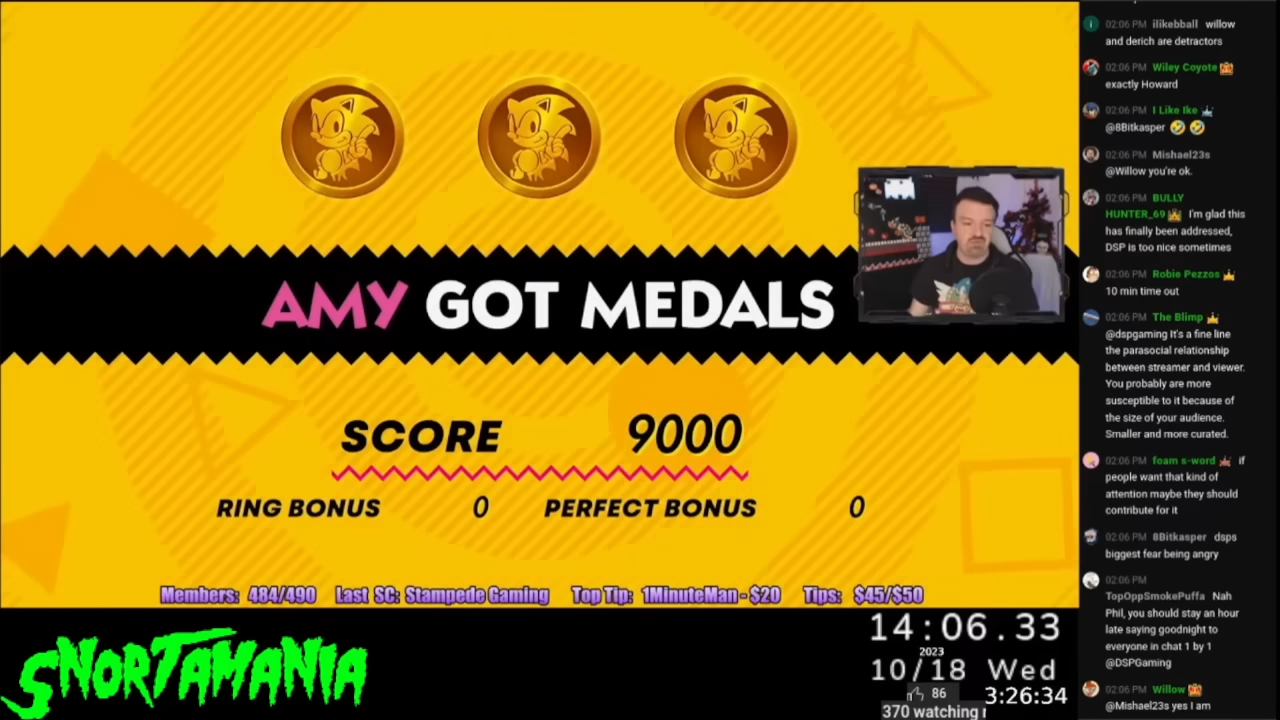 AMY GOT MEDALS
SCORE 9000
RING BONUS 0 PERFECT BONUS 0
Members: 484/490 Last SC: Stampede Gaming Top Tip: 1MinuteMan - $20 Tips: $45/$50
SNORTAMANIA
14:06.33
2023
10/18 Wed
86
3:26:34
370 watching
02:06 PM ilikebball willow
and derich are detractors
02:06 PM Wiley Coyote
exactly Howard
02:06 PM I Like Ike
@8Bitkasper 🤣 🤣
02:06 PM Mishael23s
@Willow you're ok.
02:06 PM BULLY
HUNTER_69 I'm glad this
has finally been addressed,
DSP is too nice sometimes
02:06 PM Robie Pezzos
10 min time out
02:06 PM The Blimp
@dspgaming It's a fine line
the parasocial relationship
between streamer and viewer.
You probably are more
susceptible to it because of
the size of your audience.
Smaller and more curated.
02:06 PM foam s-word if
people want that kind of
attention maybe they should
contribute for it
02:06 PM 8Bitkasper dsps
biggest fear being angry
02:06 PM
TopOppSmokePuffa Nah
Phil, you should stay an hour
late saying goodnight to
everyone in chat 1 by 1
@DSPGaming
02:06 PM Willow
@Mishael23s yes I am